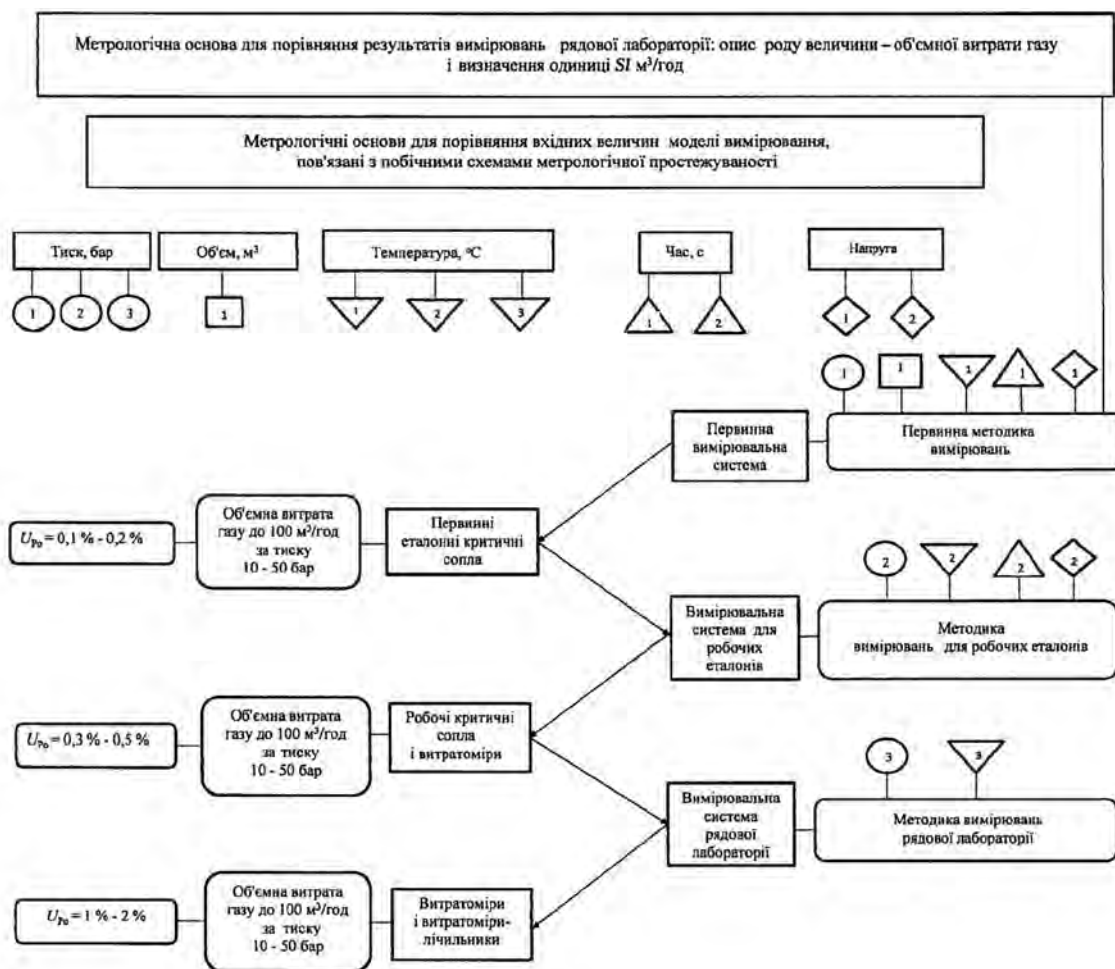 Метрологічна основа для порівняння результатів вимірювань рядової лабораторії: опис роду величини – об'ємної витрати газу
і визначення одиниці SI м³/год
Метрологічні основи для порівняння вхідних величин моделі вимірювання,
пов'язані з побічними схемами метрологічної простежуваності
Тиск, бар
Об'єм, м³
Температура, °С
Час, с
Напруга
1 2 3 1 1 2 3 1 2 1 2
1 1 1 1 1
Первинна
вимірювальна
система
Первинна методика
вимірювань
U_Po = 0,1 % - 0,2 %
Об'ємна витрата
газу до 100 м³/год
за тиску
10 - 50 бар
Первинні
еталонні критичні
сопла
2 2 2 2
Вимірювальна
система для
робочих
еталонів
Методика
вимірювань для робочих еталонів
U_Po = 0,3 % - 0,5 %
Об'ємна витрата
газу до 100 м³/год
за тиску
10 - 50 бар
Робочі критичні
сопла
і витратоміри
3 3
Вимірювальна
система
рядової
лабораторії
Методика вимірювань
рядової лабораторії
U_Po = 1 % - 2 %
Об'ємна витрата
газу до 100 м³/год
за тиску
10 - 50 бар
Витратоміри
і витратоміри-
лічильники